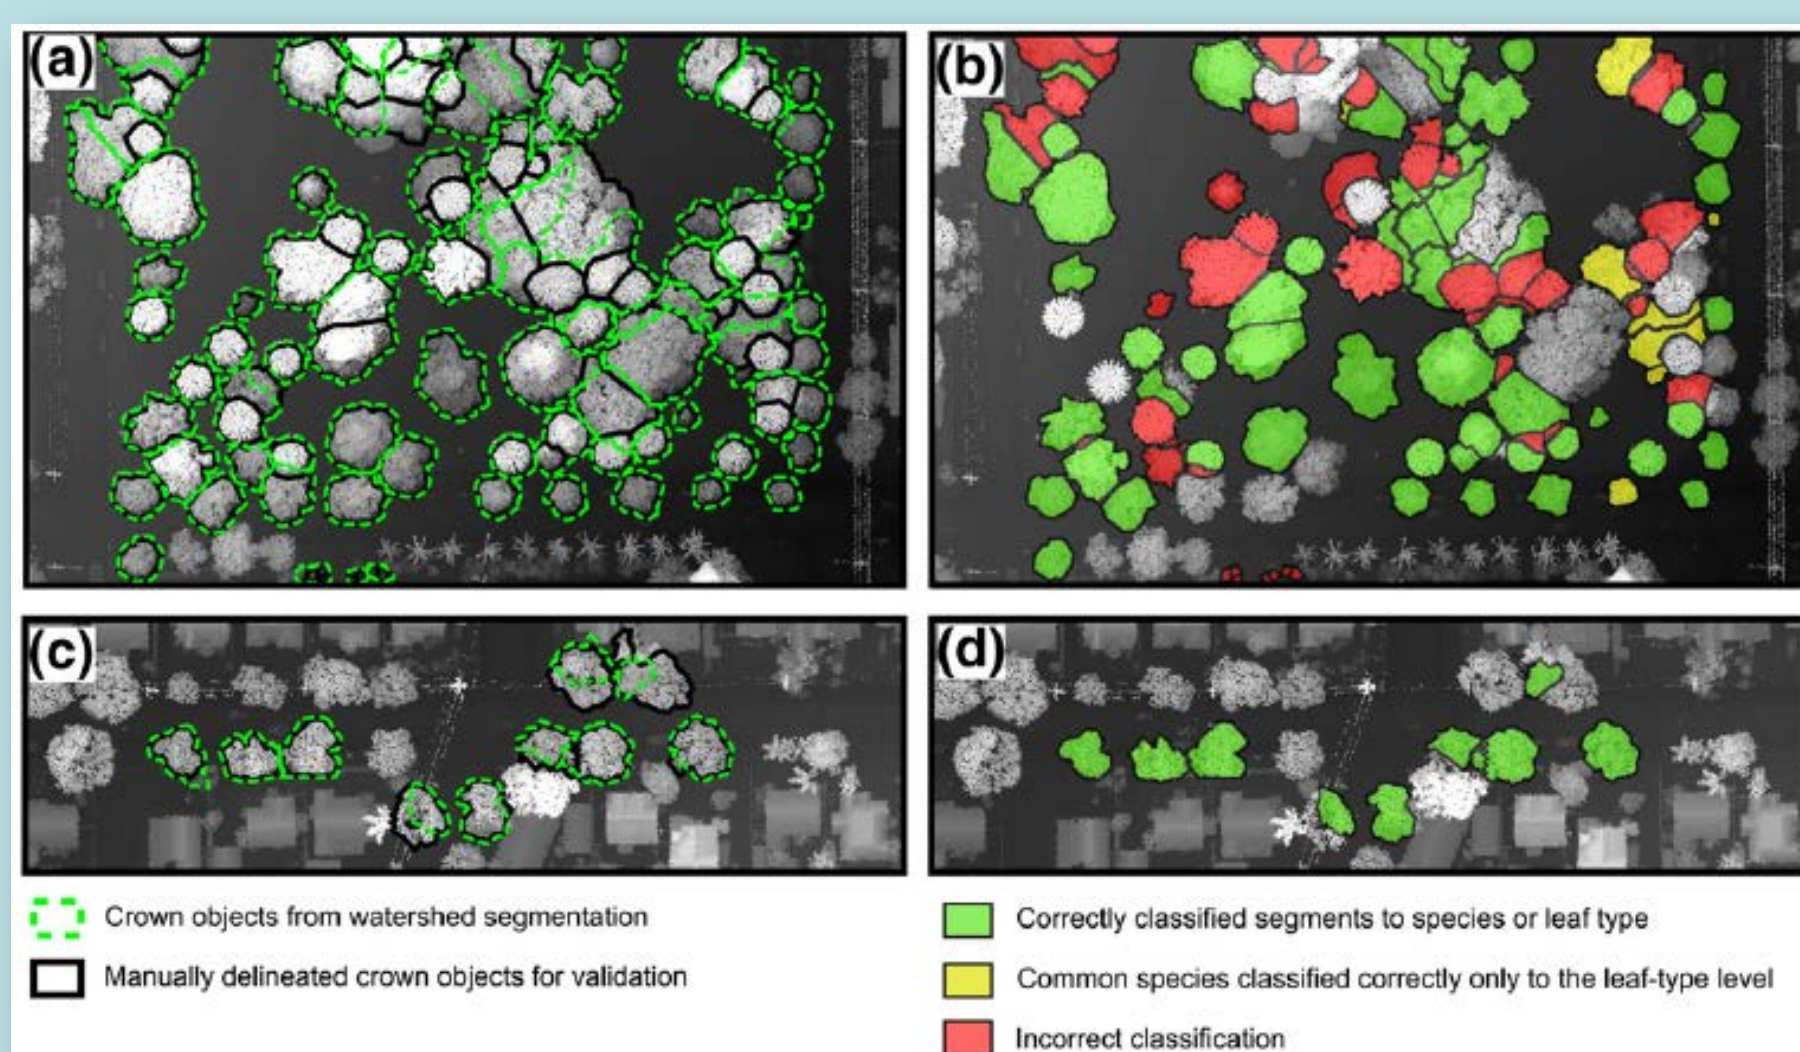 (a)
(b)
(c)
(d)
Crown objects from watershed segmentation
Manually delineated crown objects for validation
Correctly classified segments to species or leaf type
Common species classified correctly only to the leaf-type level
Incorrect classification